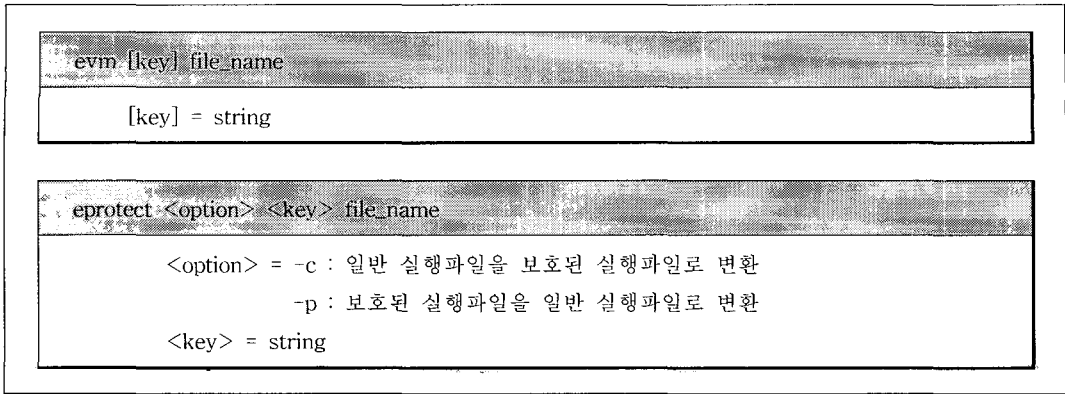 evm [key] file_name
[key] = string
eprotect <option> <key> file_name
<option> = -c : 일반 실행파일을 보호된 실행파일로 변환
-p : 보호된 실행파일을 일반 실행파일로 변환
<key> = string